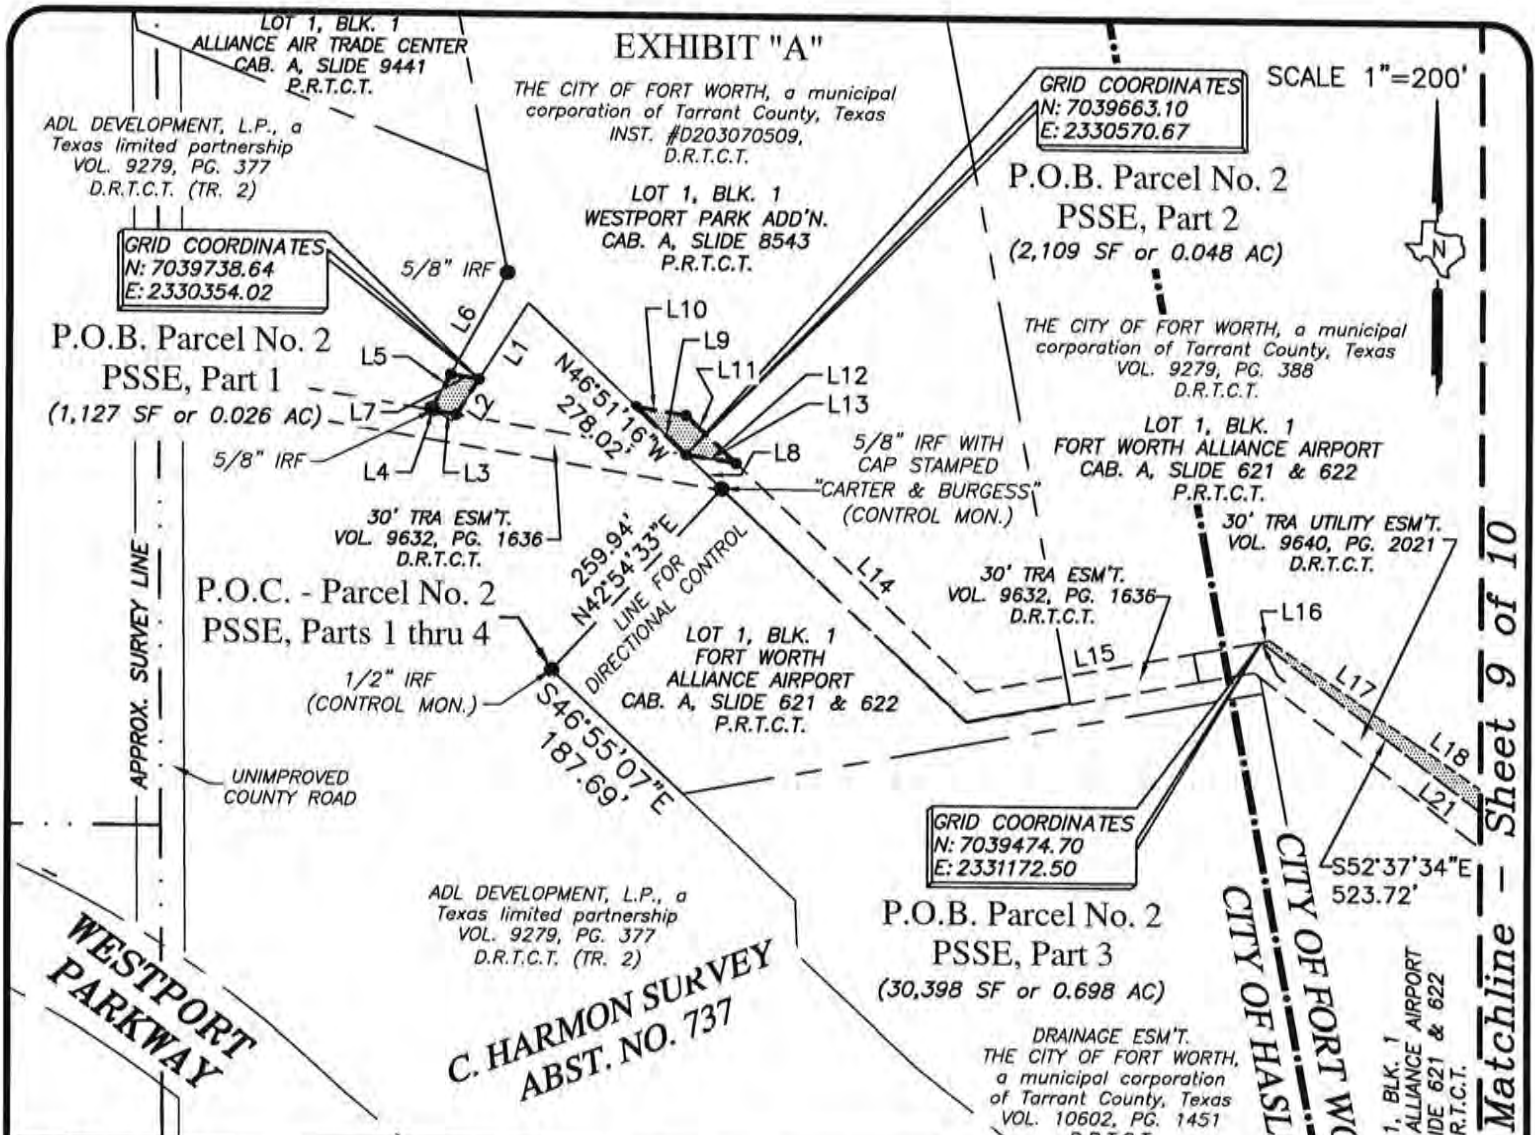 LOT 1, BLK. 1
ALLIANCE AIR TRADE CENTER
CAB. A, SLIDE 9441
P.R.T.C.T.
EXHIBIT "A"
SCALE 1"=200'
THE CITY OF FORT WORTH, a municipal
corporation of Tarrant County, Texas
INST. #D203070509,
D.R.T.C.T.
GRID COORDINATES
N: 7039663.10
E: 2330570.67
ADL DEVELOPMENT, L.P., a
Texas limited partnership
VOL. 9279, PG. 377
D.R.T.C.T. (TR. 2)
LOT 1, BLK. 1
WESTPORT PARK ADD'N.
CAB. A, SLIDE 8543
P.R.T.C.T.
P.O.B. Parcel No. 2
PSSE, Part 2
(2,109 SF or 0.048 AC)
N
GRID COORDINATES
N: 7039738.64
E: 2330354.02
5/8" IRF
P.O.B. Parcel No. 2
PSSE, Part 1
(1,127 SF or 0.026 AC)
L6
L1
L5
L7
L2
L4
L3
5/8" IRF
L10
L9
L11
L12
L13
L8
N46°51'16"W
278.02'
THE CITY OF FORT WORTH, a municipal
corporation of Tarrant County, Texas
VOL. 9279, PG. 388
D.R.T.C.T.
LOT 1, BLK. 1
FORT WORTH ALLIANCE AIRPORT
CAB. A, SLIDE 621 & 622
P.R.T.C.T.
5/8" IRF WITH
CAP STAMPED
"CARTER & BURGESS"
(CONTROL MON.)
30' TRA ESM'T.
VOL. 9632, PG. 1636
D.R.T.C.T.
30' TRA UTILITY ESM'T.
VOL. 9640, PG. 2021
D.R.T.C.T.
259.94'
N42°54'33"E
LINE FOR
DIRECTIONAL CONTROL
P.O.C. - Parcel No. 2
PSSE, Parts 1 thru 4
1/2" IRF
(CONTROL MON.)
L14
30' TRA ESM'T.
VOL. 9632, PG. 1636
D.R.T.C.T.
L16
L15
L17
L18
L21
LOT 1, BLK. 1
FORT WORTH
ALLIANCE AIRPORT
CAB. A, SLIDE 621 & 622
P.R.T.C.T.
S46°55'07"E
187.69'
APPROX. SURVEY LINE
UNIMPROVED
COUNTY ROAD
GRID COORDINATES
N: 7039474.70
E: 2331172.50
S52°37'34"E
523.72'
P.O.B. Parcel No. 2
PSSE, Part 3
(30,398 SF or 0.698 AC)
ADL DEVELOPMENT, L.P., a
Texas limited partnership
VOL. 9279, PG. 377
D.R.T.C.T. (TR. 2)
WESTPORT
PARKWAY
C. HARMON SURVEY
ABST. NO. 737
DRAINAGE ESM'T.
THE CITY OF FORT WORTH,
a municipal corporation
of Tarrant County, Texas
VOL. 10602, PG. 1451
CITY OF HASL
CITY OF FORT WO
1, BLK. 1
ALLIANCE AIRPORT
IDE 621 & 622
R.T.C.T.
Matchline - Sheet 9 of 10